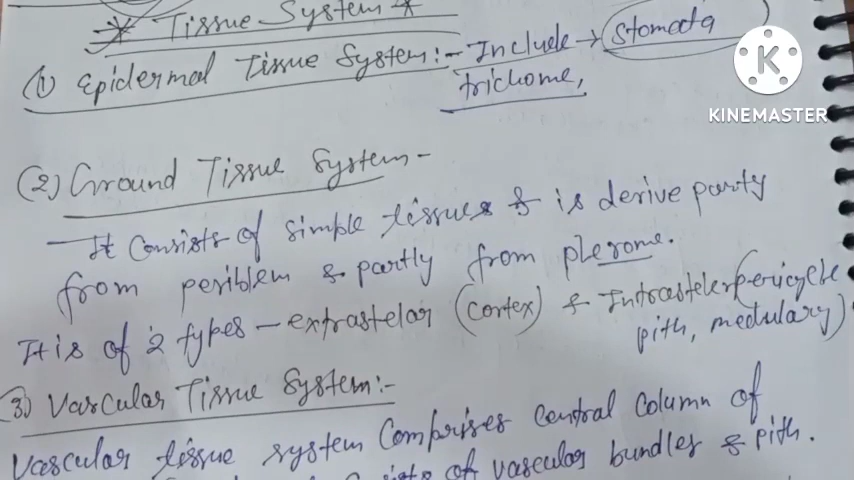 * Tissue System *
(1) Epidermal Tissue System:- Include → Stomata
trichome,
KINEMASTER
(2) Ground Tissue System -
- It consists of simple tissues & is derive party
from periblem & partly from plerome.
It is of 2 types - extrastelar (Cortex) & Intrastelar (pericycle
pith, medulary)
(3) Vascular Tissue System:-
Vascular tissue system comprises central column of
of vascular bundles & pith.